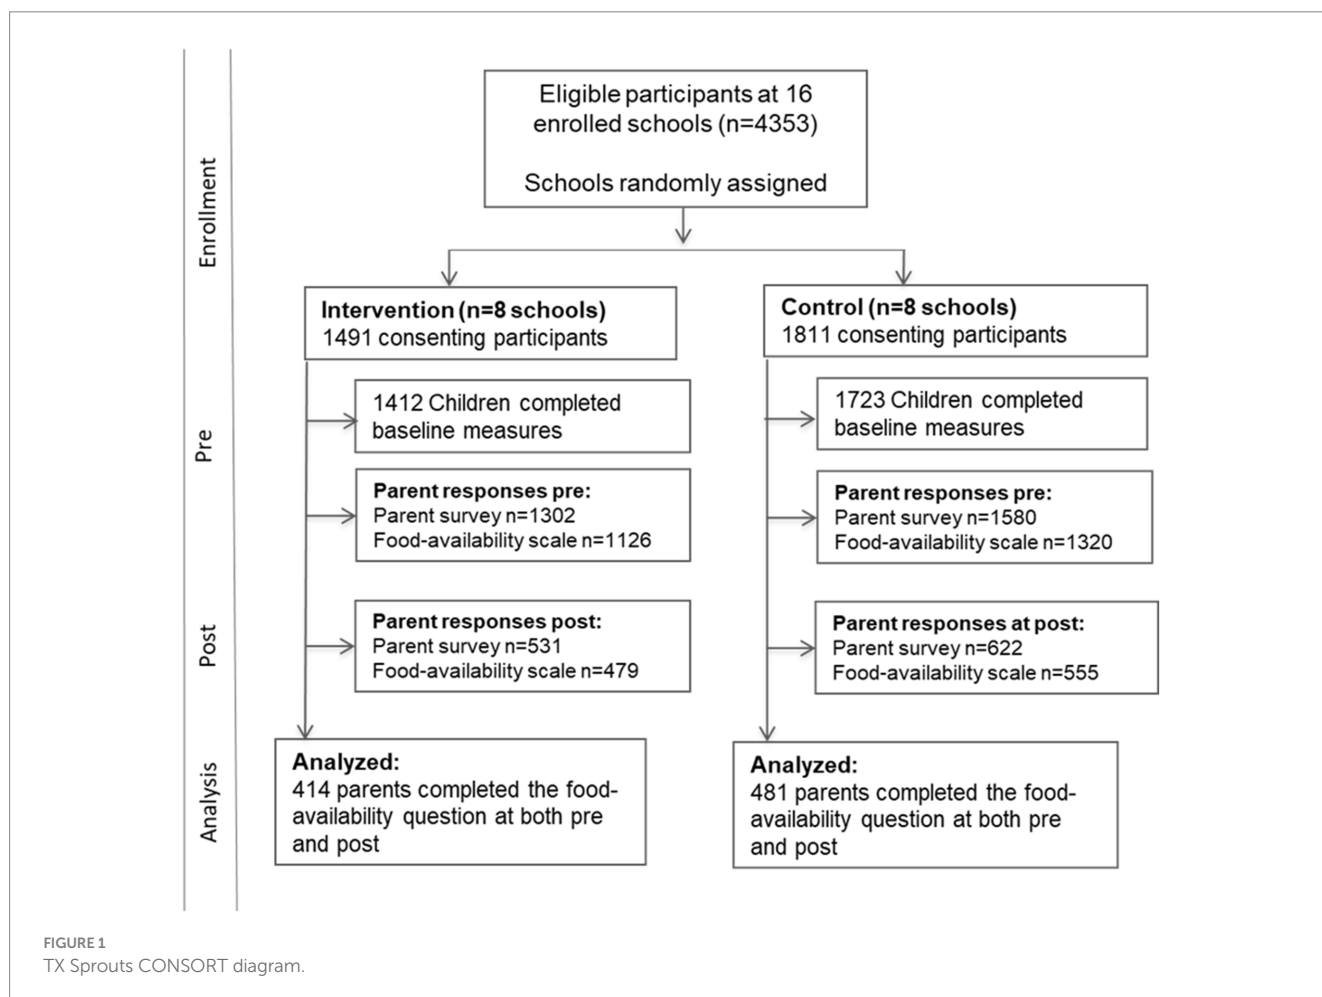 Eligible participants at 16
enrolled schools (n=4353)
Schools randomly assigned
Enrollment
Intervention (n=8 schools)
1491 consenting participants
Control (n=8 schools)
1811 consenting participants
Pre
1412 Children completed
baseline measures
1723 Children completed
baseline measures
Parent responses pre:
Parent survey n=1302
Food-availability scale n=1126
Parent responses pre:
Parent survey n=1580
Food-availability scale n=1320
Post
Parent responses post:
Parent survey n=531
Food-availability scale n=479
Parent responses at post:
Parent survey n=622
Food-availability scale n=555
Analysis
Analyzed:
414 parents completed the food-
availability question at both pre
and post
Analyzed:
481 parents completed the food-
availability question at both pre
and post
FIGURE 1
TX Sprouts CONSORT diagram.